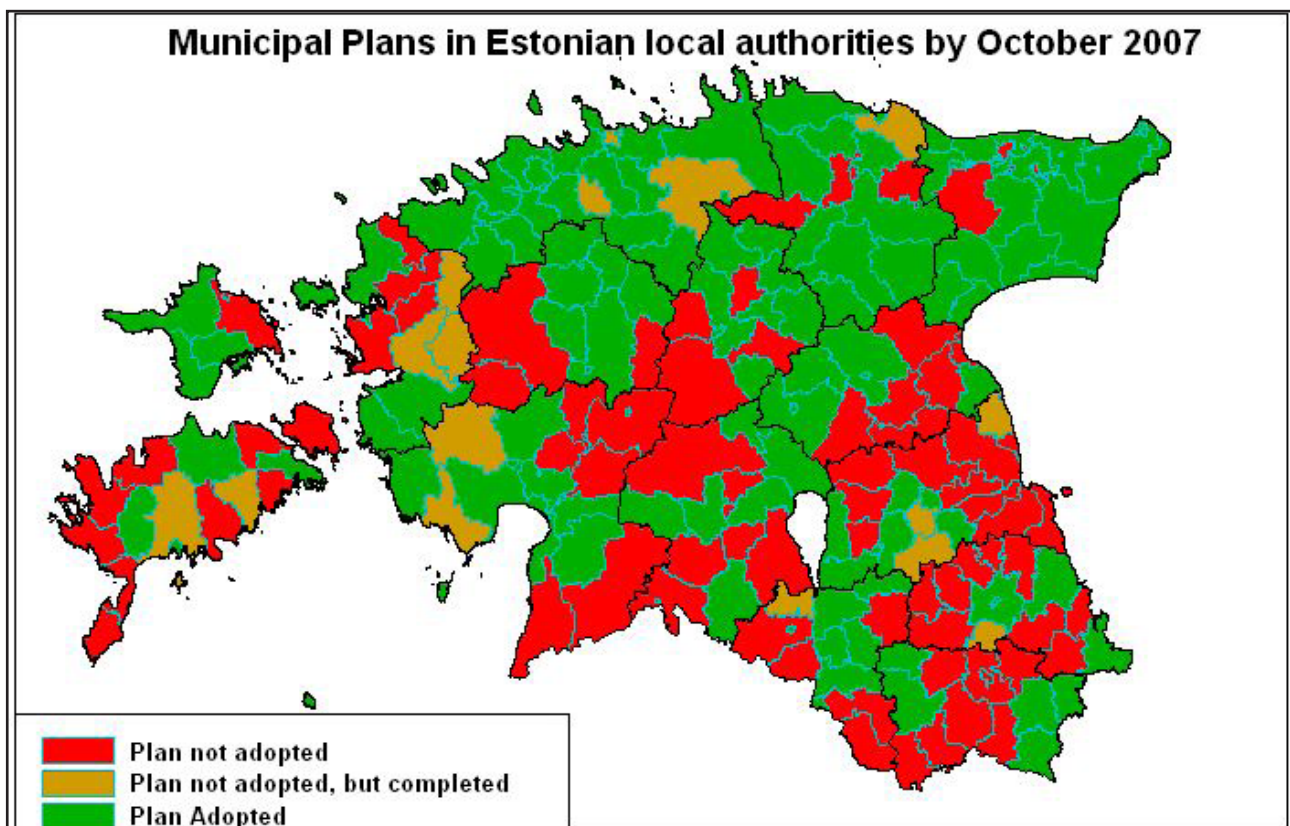 Municipal Plans in Estonian local authorities by October 2007
Plan not adopted
Plan not adopted, but completed
Plan Adopted